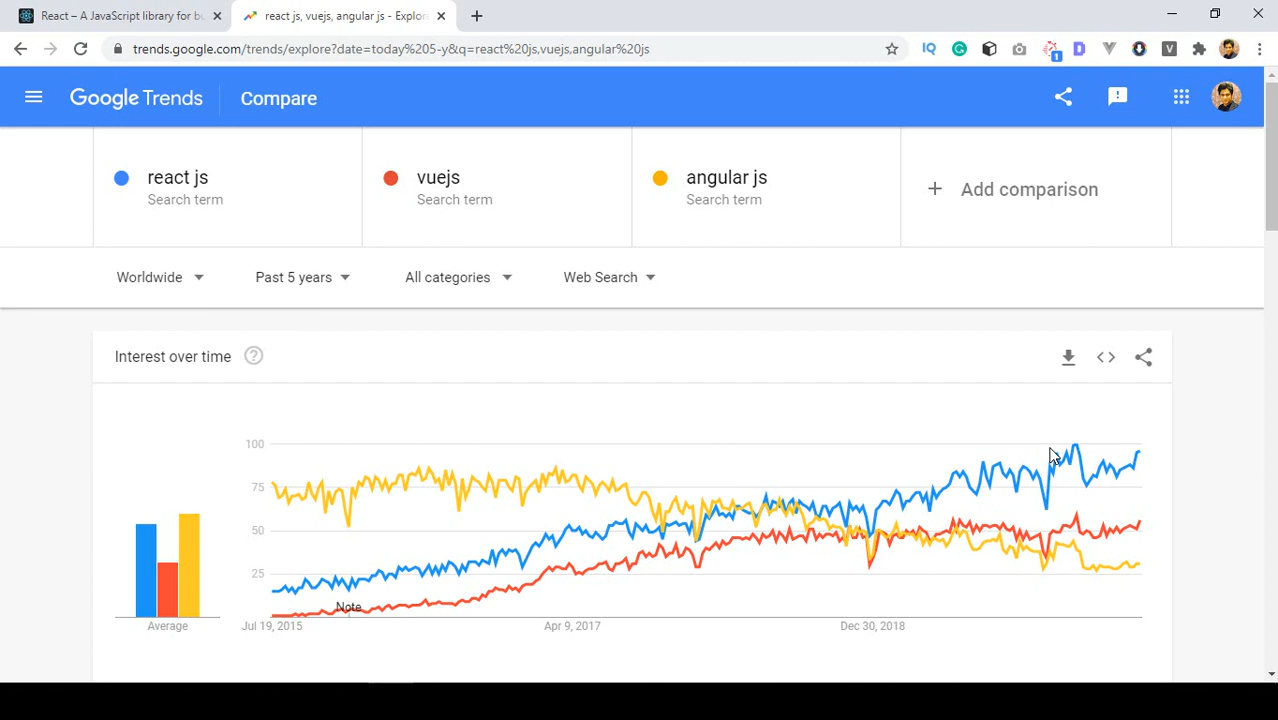 React – A JavaScript library for bu
react js, vuejs, angular js - Explore
trends.google.com/trends/explore?date=today%205-y&q=react%20js,vuejs,angular%20js
IQ
1
D
V
Google Trends
Compare
react js
Search term
vuejs
Search term
angular js
Search term
+ Add comparison
Worldwide
Past 5 years
All categories
Web Search
Interest over time
?
100
75
50
25
Note
Average
Jul 19, 2015
Apr 9, 2017
Dec 30, 2018